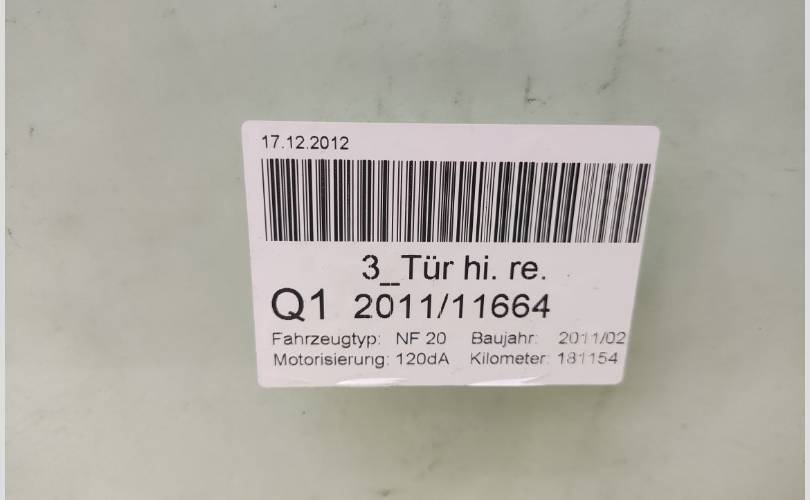 17.12.2012
3_Tür hi. re.
Q1 2011/11664
Fahrzeugtyp: NF 20 Baujahr: 2011/02
Motorisierung: 120dA Kilometer: 181154